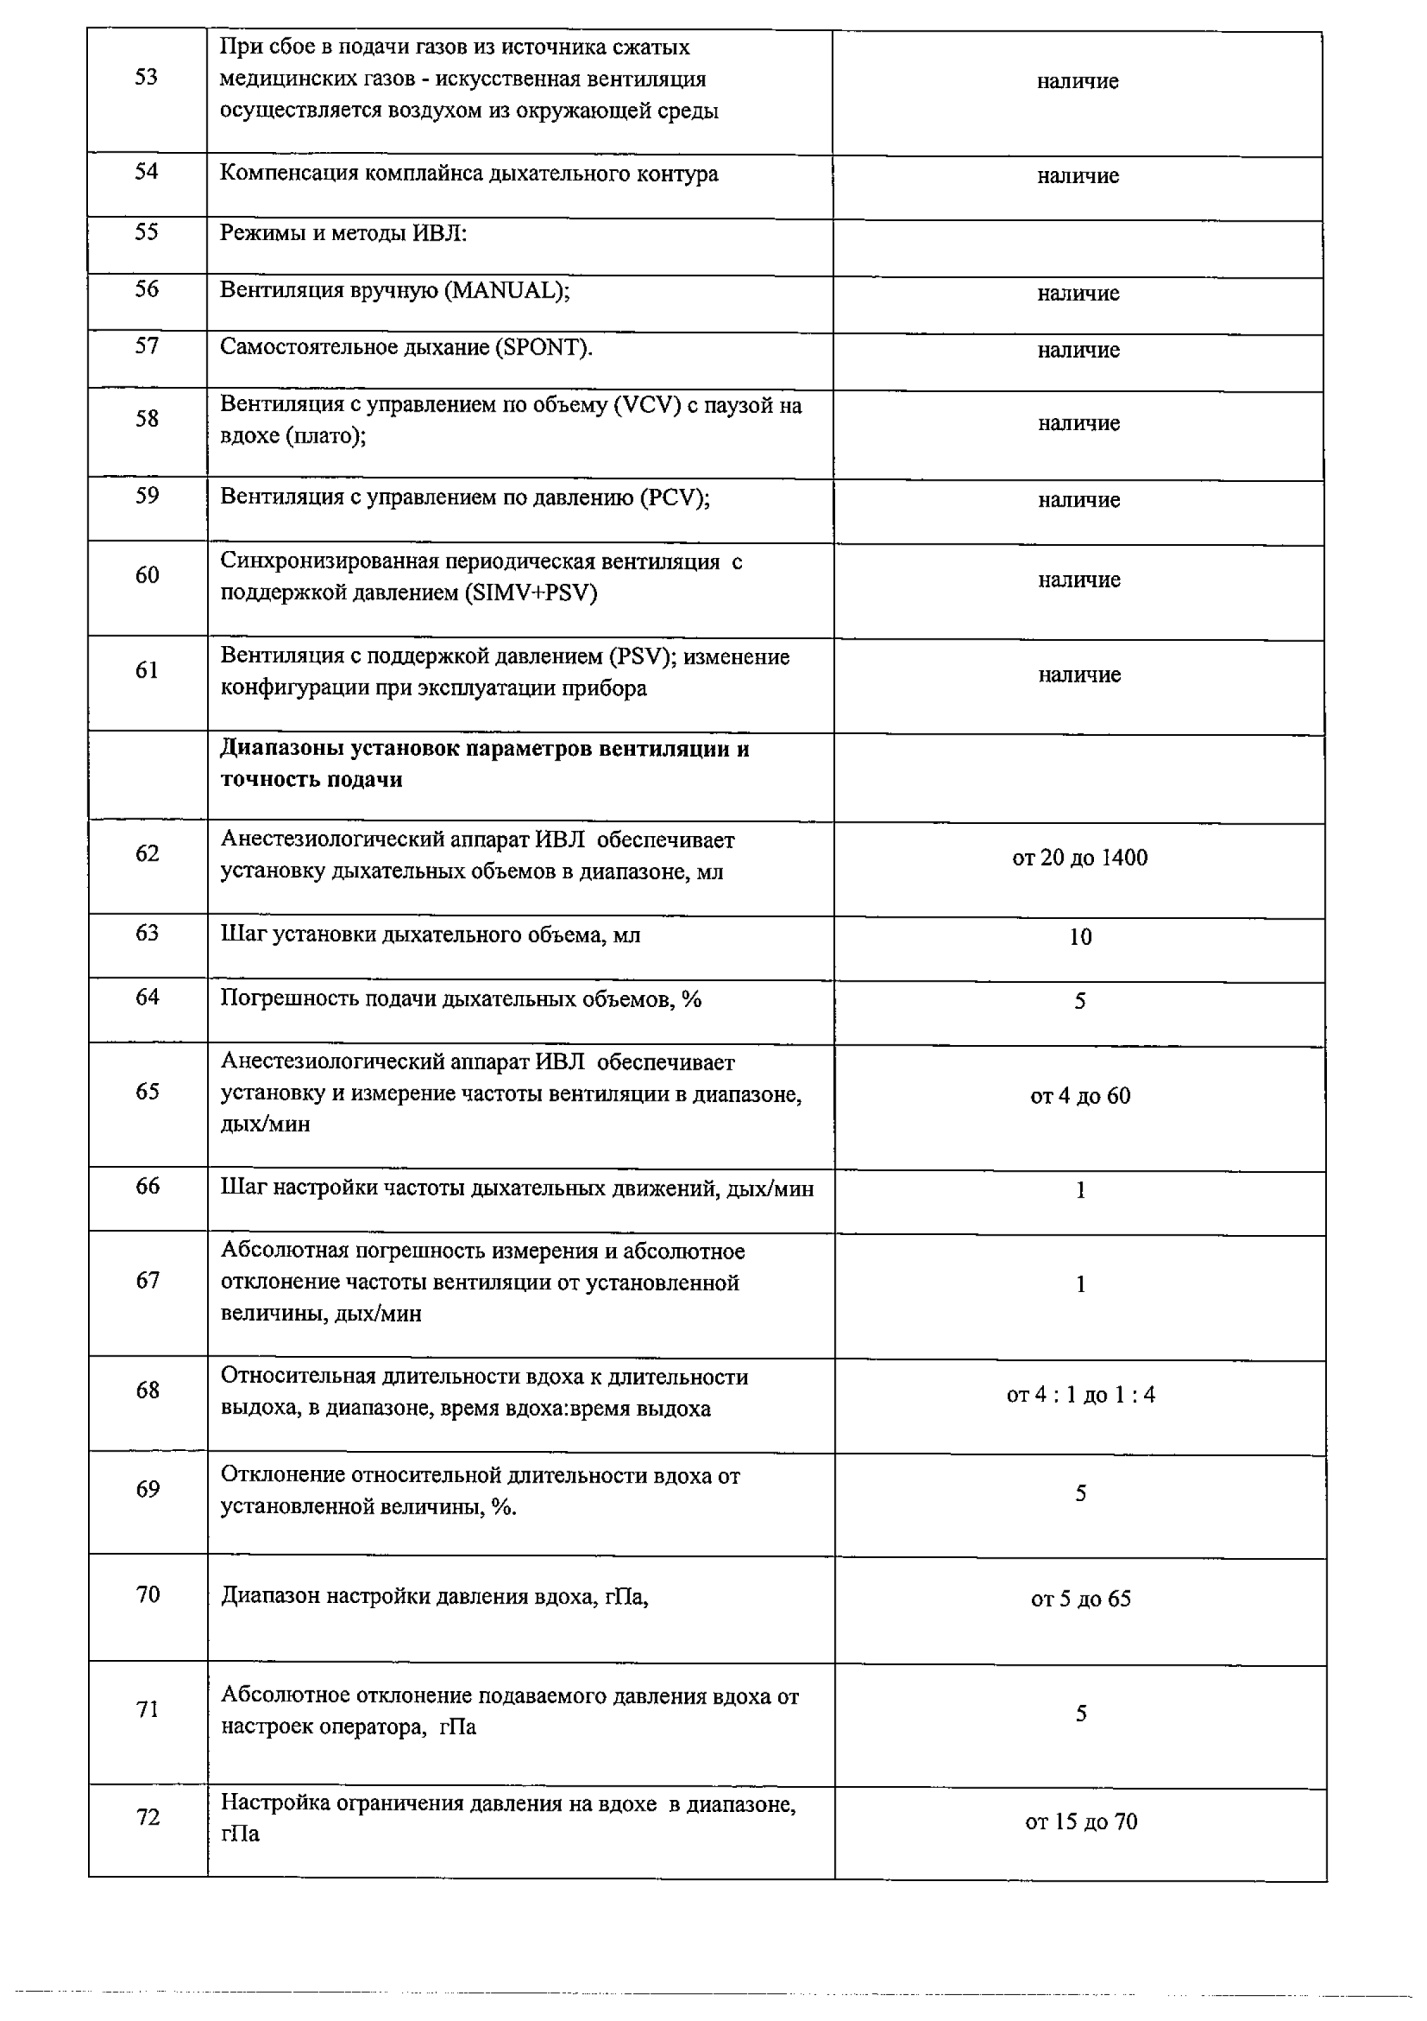 53
При сбое в подачи газов из источника сжатых
медицинских газов - искусственная вентиляция
осуществляется воздухом из окружающей среды
наличие
54
Компенсация комплайнса дыхательного контура
наличие
55
Режимы и методы ИВЛ:
56
Вентиляция вручную (MANUAL);
наличие
57
Самостоятельное дыхание (SPONT).
наличие
58
Вентиляция с управлением по объему (VCV) с паузой на
вдохе (плато);
наличие
59
Вентиляция с управлением по давлению (PCV);
наличие
60
Синхронизированная периодическая вентиляция с
поддержкой давлением (SIMV+PSV)
наличие
61
Вентиляция с поддержкой давлением (PSV); изменение
конфигурации при эксплуатации прибора
наличие
Диапазоны установок параметров вентиляции и
точность подачи
62
Анестезиологический аппарат ИВЛ обеспечивает
установку дыхательных объемов в диапазоне, мл
от 20 до 1400
63
Шаг установки дыхательного объема, мл
10
64
Погрешность подачи дыхательных объемов, %
5
65
Анестезиологический аппарат ИВЛ обеспечивает
установку и измерение частоты вентиляции в диапазоне,
дых/мин
от 4 до 60
66
Шаг настройки частоты дыхательных движений, дых/мин
1
67
Абсолютная погрешность измерения и абсолютное
отклонение частоты вентиляции от установленной
величины, дых/мин
1
68
Относительная длительности вдоха к длительности
выдоха, в диапазоне, время вдоха:время выдоха
от 4 : 1 до 1 : 4
69
Отклонение относительной длительности вдоха от
установленной величины, %.
5
70
Диапазон настройки давления вдоха, гПа,
от 5 до 65
71
Абсолютное отклонение подаваемого давления вдоха от
настроек оператора, гПа
5
72
Настройка ограничения давления на вдохе в диапазоне,
гПа
от 15 до 70